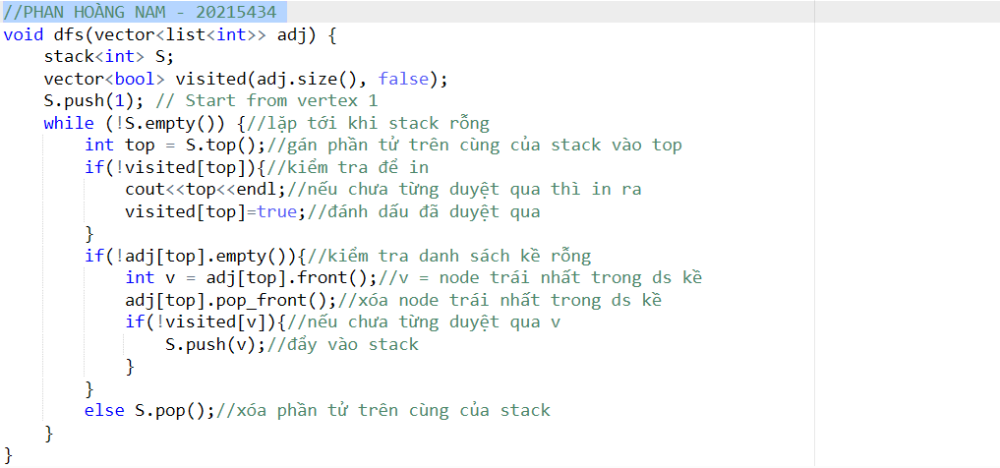 //PHAN HOÀNG NAM - 20215434
void dfs(vector<list<int>> adj) {
    stack<int> S;
    vector<bool> visited(adj.size(), false);
    S.push(1); // Start from vertex 1
    while (!S.empty()) {//lặp tới khi stack rỗng
        int top = S.top();//gán phần tử trên cùng của stack vào top
        if(!visited[top]){//kiểm tra để in
            cout<<top<<endl;//nếu chưa từng duyệt qua thì in ra
            visited[top]=true;//đánh dấu đã duyệt qua
        }
        if(!adj[top].empty()){//kiểm tra danh sách kề rỗng
            int v = adj[top].front();//v = node trái nhất trong ds kề
            adj[top].pop_front();//xóa node trái nhất trong ds kề
            if(!visited[v]){//nếu chưa từng duyệt qua v
                S.push(v);//đẩy vào stack
            }
        }
        else S.pop();//xóa phần tử trên cùng của stack
    }
}